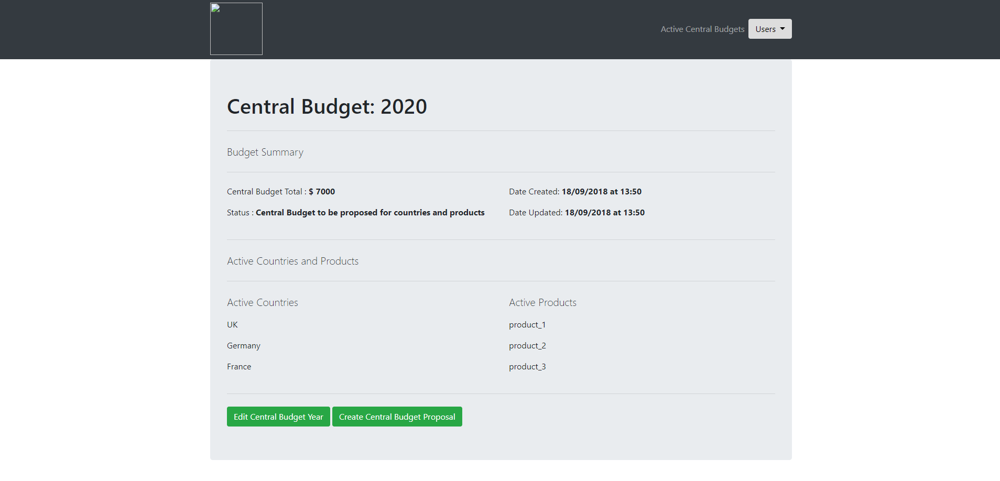 Active Central Budgets Users
Central Budget: 2020
Budget Summary
Central Budget Total : $ 7000 Date Created: 18/09/2018 at 13:50
Status : Central Budget to be proposed for countries and products Date Updated: 18/09/2018 at 13:50
Active Countries and Products
Active Countries Active Products
UK product_1
Germany product_2
France product_3
Edit Central Budget Year Create Central Budget Proposal